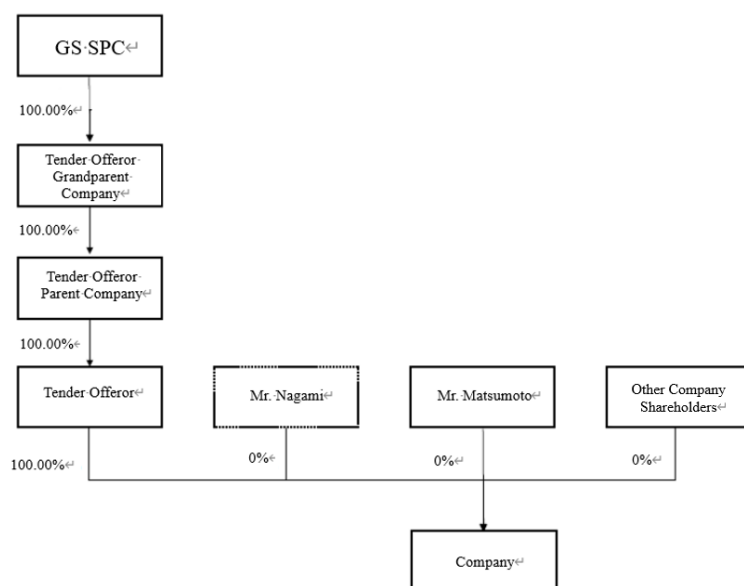 GS SPC
100.00%
Tender Offeror
Grandparent
Company
100.00%
Tender Offeror
Parent Company
100.00%
Tender Offeror
Mr. Nagami
Mr. Matsumoto
Other Company
Shareholders
100.00%
0%
0%
0%
Company